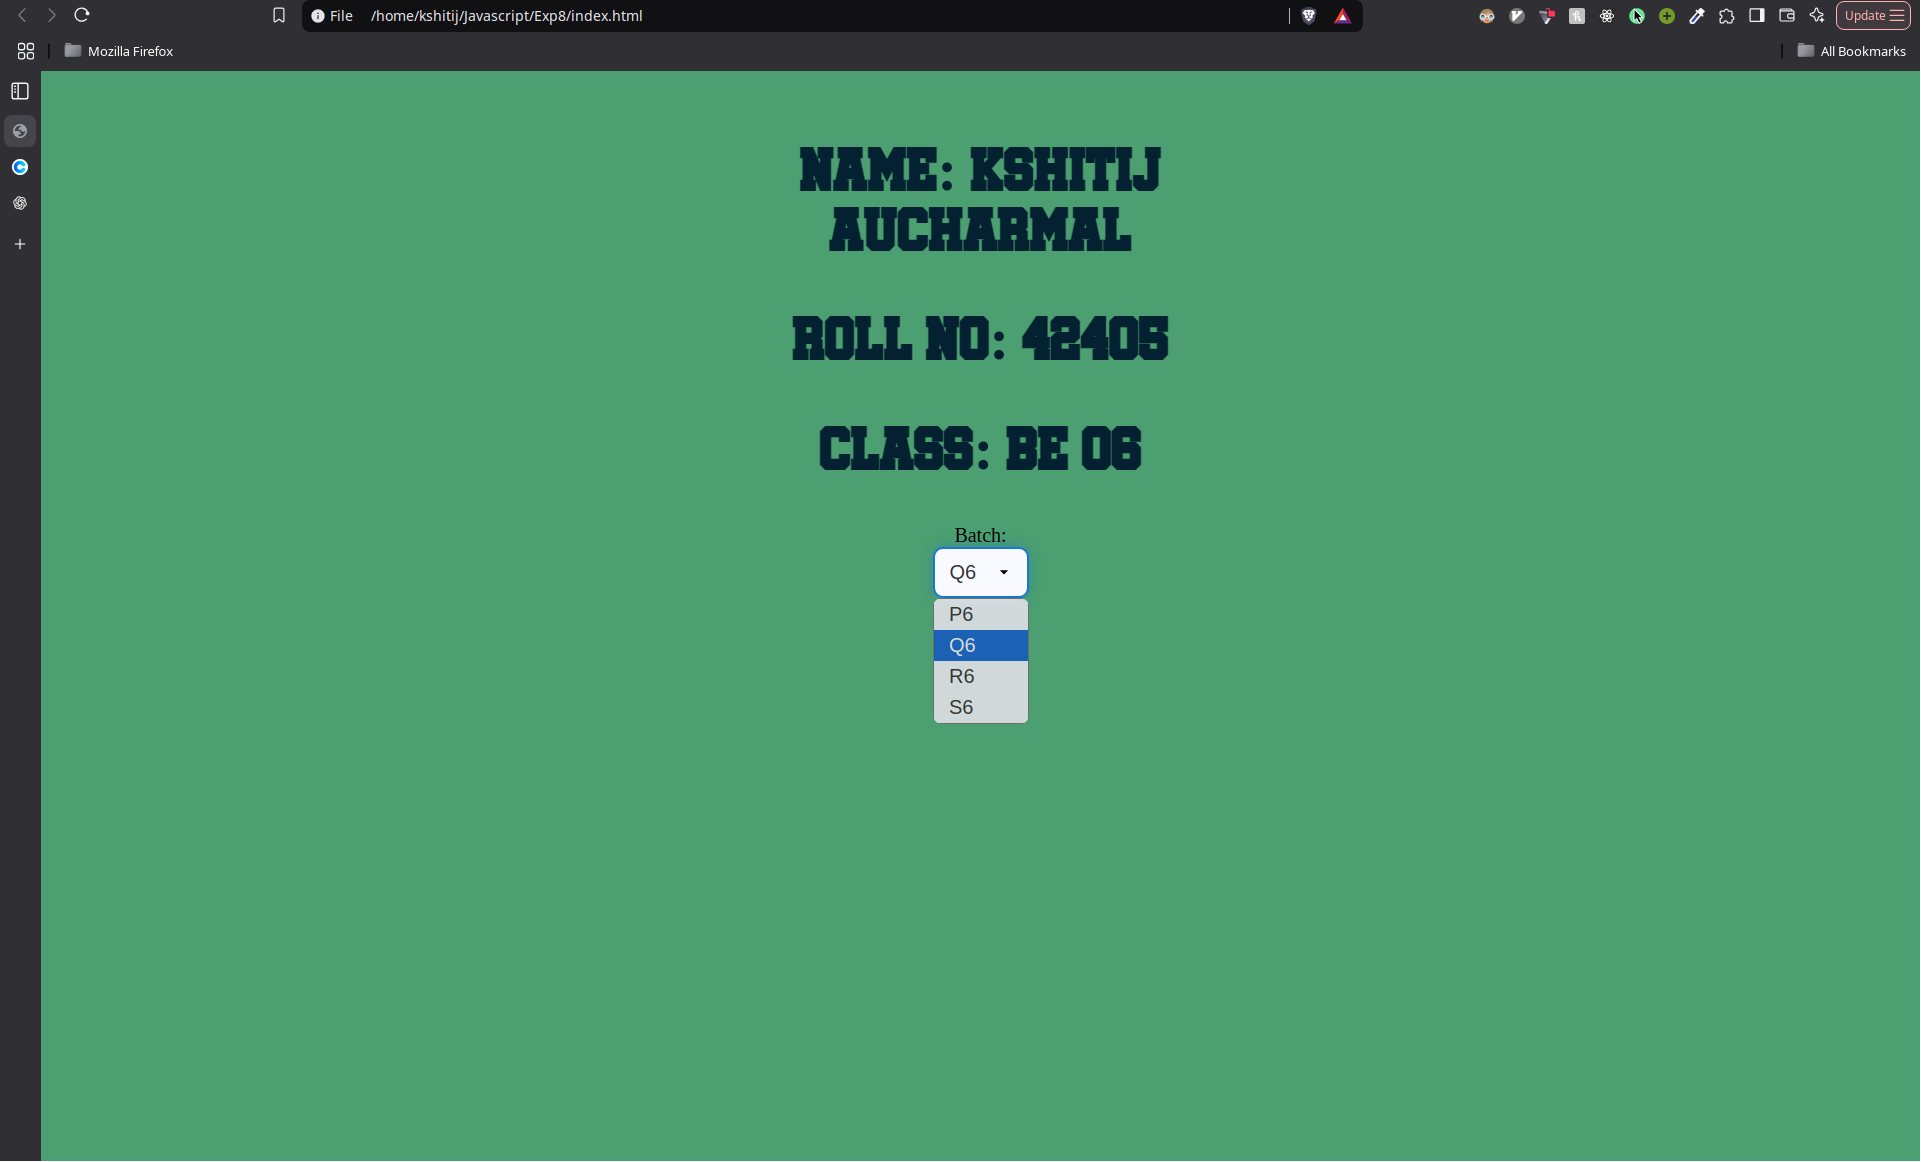 File /home/kshitij/Javascript/Exp8/index.html
Update
Mozilla Firefox
All Bookmarks
NAME: KSHITIJ
AUCHARMAL
ROLL NO: 42405
CLASS: BE 06
Batch:
Q6
P6
Q6
R6
S6